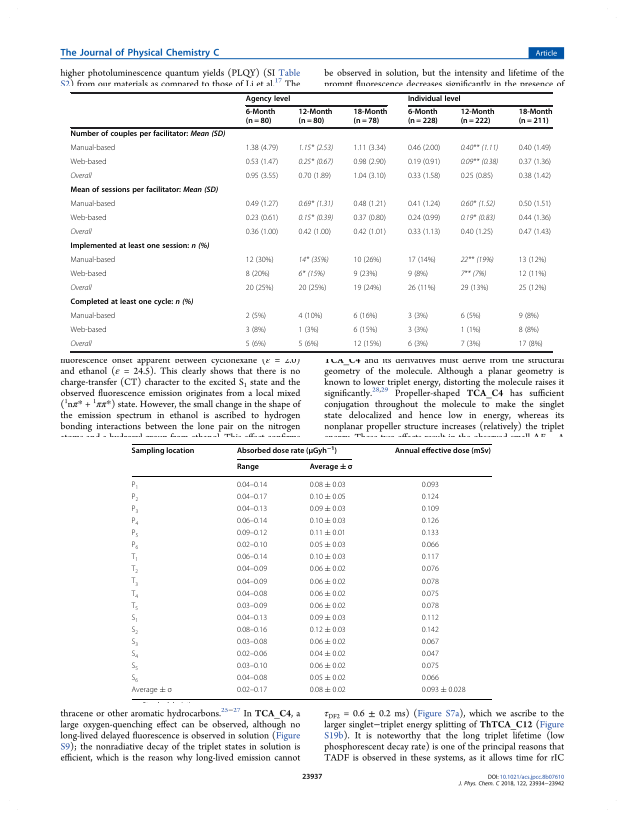 The Journal of Physical Chemistry C
Article
higher photoluminescence quantum yields (PLQY) (SI Table
S2) from our materials as compared to those of Li et al.17 The
be observed in solution, but the intensity and lifetime of the
prompt fluorescence decreases significantly in the presence of
Agency level Individual level
6-Month 12-Month 18-Month 6-Month 12-Month 18-Month
(n = 80) (n = 80) (n = 78) (n = 228) (n = 222) (n = 211)
Number of couples per facilitator: Mean (SD)
Manual-based 1.38 (4.79) 1.15* (2.53) 1.11 (3.34) 0.46 (2.00) 0.40** (1.11) 0.40 (1.49)
Web-based 0.53 (1.47) 0.25* (0.67) 0.98 (2.90) 0.19 (0.91) 0.09** (0.38) 0.37 (1.36)
Overall 0.95 (3.55) 0.70 (1.89) 1.04 (3.10) 0.33 (1.58) 0.25 (0.85) 0.38 (1.42)
Mean of sessions per facilitator: Mean (SD)
Manual-based 0.49 (1.27) 0.69* (1.31) 0.48 (1.21) 0.41 (1.24) 0.60* (1.52) 0.50 (1.51)
Web-based 0.23 (0.61) 0.15* (0.39) 0.37 (0.80) 0.24 (0.99) 0.19* (0.83) 0.44 (1.36)
Overall 0.36 (1.00) 0.42 (1.00) 0.42 (1.01) 0.33 (1.13) 0.40 (1.25) 0.47 (1.43)
Implemented at least one session: n (%)
Manual-based 12 (30%) 14* (35%) 10 (26%) 17 (14%) 22** (19%) 13 (12%)
Web-based 8 (20%) 6* (15%) 9 (23%) 9 (8%) 7** (7%) 12 (11%)
Overall 20 (25%) 20 (25%) 19 (24%) 26 (11%) 29 (13%) 25 (12%)
Completed at least one cycle: n (%)
Manual-based 2 (5%) 4 (10%) 6 (16%) 3 (3%) 6 (5%) 9 (8%)
Web-based 3 (8%) 1 (3%) 6 (15%) 3 (3%) 1 (1%) 8 (8%)
Overall 5 (6%) 5 (6%) 12 (15%) 6 (3%) 7 (3%) 17 (8%)
fluorescence onset apparent between cyclohexane (ε = 2.0)
and ethanol (ε = 24.5). This clearly shows that there is no
charge-transfer (CT) character to the excited S1 state and the
observed fluorescence emission originates from a local mixed
(1nπ* + 1ππ*) state. However, the small change in the shape of
the emission spectrum in ethanol is ascribed to hydrogen
bonding interactions between the lone pair on the nitrogen
atoms and a hydroxyl group from ethanol. This effect confirms
TCA_C4 and its derivatives must derive from the structural
geometry of the molecule. Although a planar geometry is
known to lower triplet energy, distorting the molecule raises it
significantly.28,29 Propeller-shaped TCA_C4 has sufficient
conjugation throughout the molecule to make the singlet
state delocalized and hence low in energy, whereas its
nonplanar propeller structure increases (relatively) the triplet
energy. These two effects result in the observed small
Sampling location Absorbed dose rate (μGyh−1) Annual effective dose (mSv)
Range Average ± σ
P1 0.04–0.14 0.08 ± 0.03 0.093
P2 0.04–0.17 0.10 ± 0.05 0.124
P3 0.04–0.13 0.09 ± 0.03 0.109
P4 0.06–0.14 0.10 ± 0.03 0.126
P5 0.09–0.12 0.11 ± 0.01 0.133
P6 0.02–0.10 0.05 ± 0.03 0.066
T1 0.06–0.14 0.10 ± 0.03 0.117
T2 0.04–0.09 0.06 ± 0.02 0.076
T3 0.04–0.09 0.06 ± 0.02 0.078
T4 0.04–0.08 0.06 ± 0.02 0.075
T5 0.03–0.09 0.06 ± 0.02 0.078
S1 0.04–0.13 0.09 ± 0.03 0.112
S2 0.08–0.16 0.12 ± 0.03 0.142
S3 0.03–0.08 0.06 ± 0.02 0.067
S4 0.02–0.06 0.04 ± 0.02 0.047
S5 0.03–0.10 0.06 ± 0.02 0.075
S6 0.04–0.08 0.05 ± 0.02 0.066
Average ± σ 0.02–0.17 0.08 ± 0.02 0.093 ± 0.028
thracene or other aromatic hydrocarbons.25−27 In TCA_C4, a
large oxygen-quenching effect can be observed, although no
long-lived delayed fluorescence is observed in solution (Figure
S9); the nonradiative decay of the triplet states in solution is
efficient, which is the reason why long-lived emission cannot
τDF2 = 0.6 ± 0.2 ms) (Figure S7a), which we ascribe to the
larger singlet−triplet energy splitting of ThTCA_C12 (Figure
S19b). It is noteworthy that the long triplet lifetime (low
phosphorescent decay rate) is one of the principal reasons that
TADF is observed in these systems, as it allows time for rIC
23937
DOI: 10.1021/acs.jpcc.8b07610
J. Phys. Chem. C 2018, 122, 23934−23942